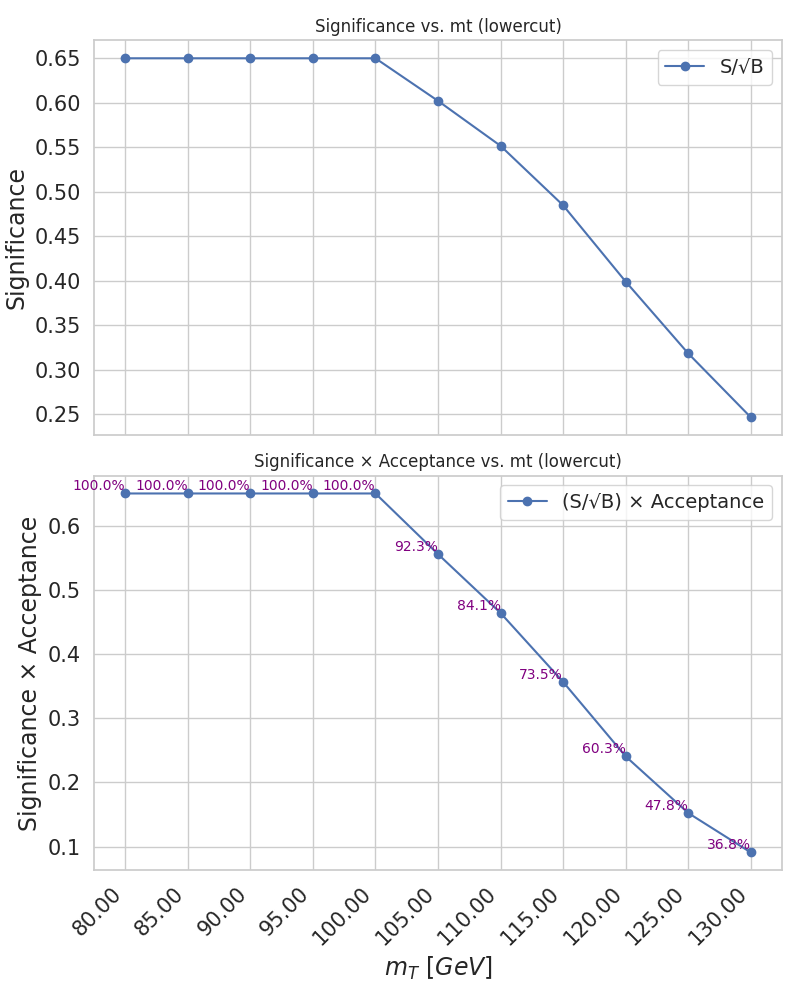 Significance vs. mt (lowercut)
S/√B
Significance
0.65
0.60
0.55
0.50
0.45
0.40
0.35
0.30
0.25
Significance × Acceptance vs. mt (lowercut)
(S/√B) × Acceptance
Significance × Acceptance
0.6
0.5
0.4
0.3
0.2
0.1
100.0% 100.0% 100.0% 100.0% 100.0%
92.3%
84.1%
73.5%
60.3%
47.8%
36.8%
80.00 85.00 90.00 95.00 100.00 105.00 110.00 115.00 120.00 125.00 130.00
m_T [GeV]